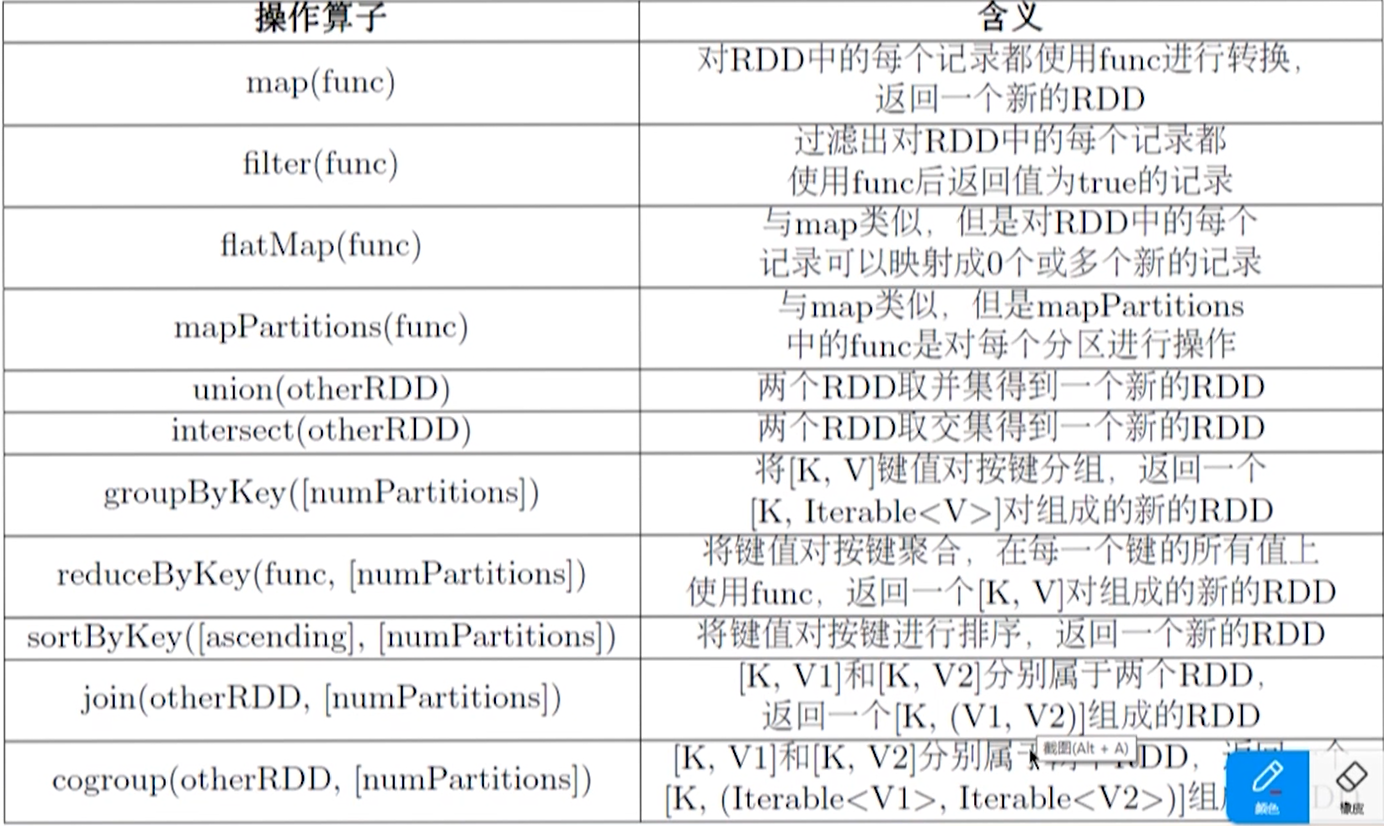 操作算子
含义
map(func)
对RDD中的每个记录都使用func进行转换，
返回一个新的RDD
filter(func)
过滤出对RDD中的每个记录都
使用func后返回值为true的记录
flatMap(func)
与map类似，但是对RDD中的每个
记录可以映射成0个或多个新的记录
mapPartitions(func)
与map类似，但是mapPartitions
中的func是对每个分区进行操作
union(otherRDD)
两个RDD取并集得到一个新的RDD
intersect(otherRDD)
两个RDD取交集得到一个新的RDD
groupByKey([numPartitions])
将[K, V]键值对按键分组，返回一个
[K, Iterable<V>]对组成的新的RDD
reduceByKey(func, [numPartitions])
将键值对按键聚合，在每一个键的所有值上
使用func，返回一个[K, V]对组成的新的RDD
sortByKey([ascending], [numPartitions])
将键值对按键进行排序，返回一个新的RDD
join(otherRDD, [numPartitions])
[K, V1]和[K, V2]分别属于两个RDD，
返回一个[K, (V1, V2)]组成的RDD
cogroup(otherRDD, [numPartitions])
[K, V1]和[K, V2]分别属 DD，返回一个
[K, (Iterable<V1>, Iterable<V2>)]组
截图(Alt + A)
颜色
橡皮